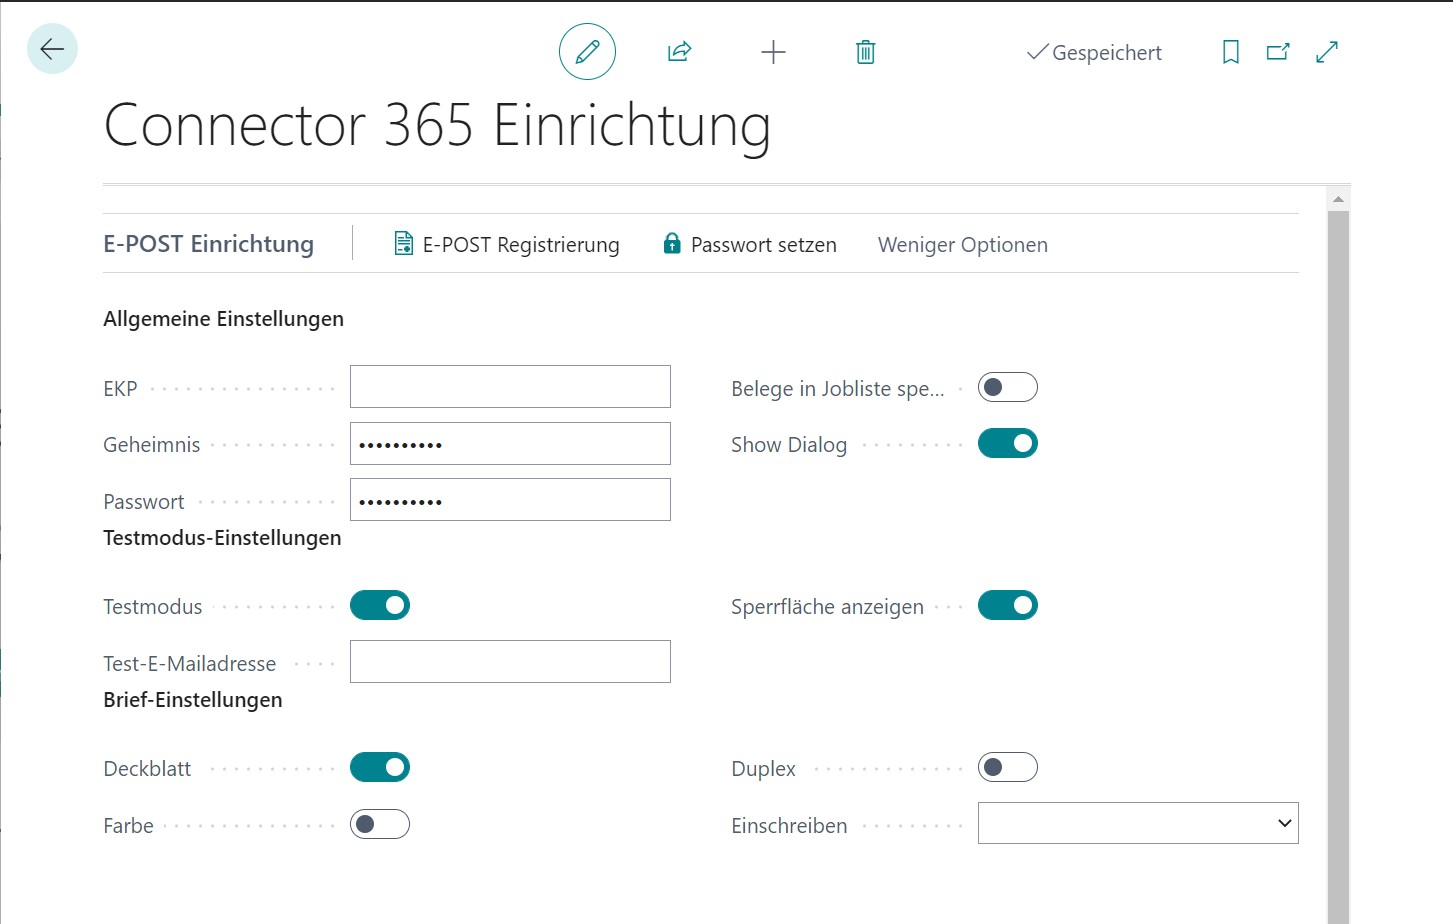 Gespeichert
Connector 365 Einrichtung
E-POST Einrichtung E-POST Registrierung Passwort setzen Weniger Optionen
Allgemeine Einstellungen
EKP Belege in Jobliste spe...
Geheimnis •••••••••• Show Dialog
Passwort ••••••••••
Testmodus-Einstellungen
Testmodus Sperrfläche anzeigen
Test-E-Mailadresse
Brief-Einstellungen
Deckblatt Duplex
Farbe Einschreiben